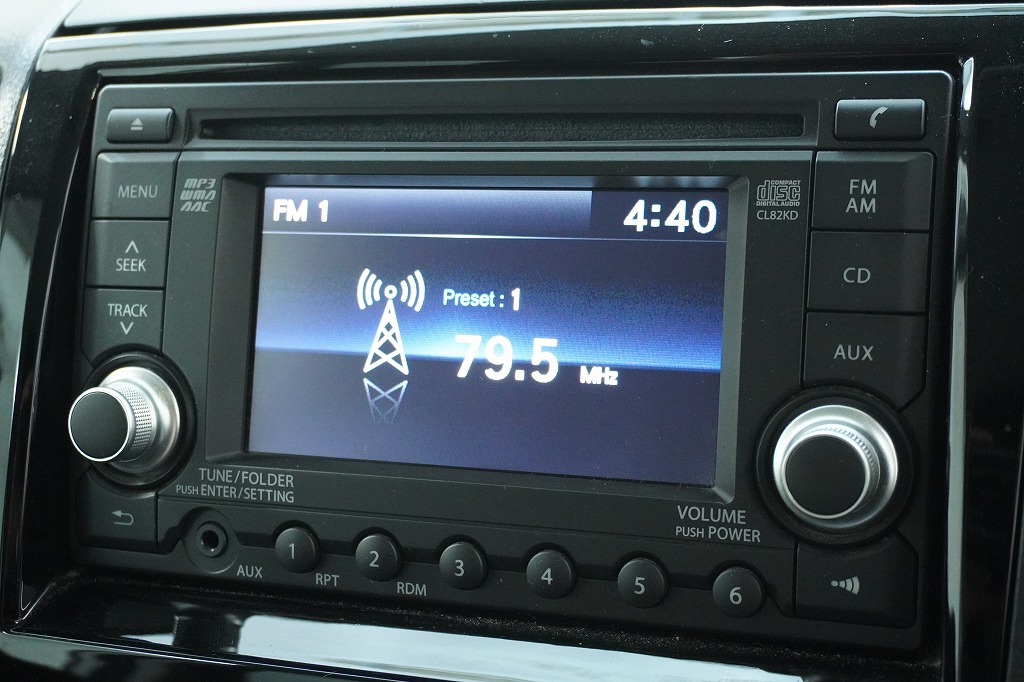 MENU
MP3
WMA
AAC
SEEK
TRACK
FM 1
4:40
Preset : 1
79.5 MHz
COMPACT
disc
DIGITAL AUDIO
CL82KD
FM
AM
CD
AUX
TUNE/FOLDER
PUSH ENTER/SETTING
VOLUME
PUSH POWER
AUX
1
RPT
2
RDM
3
4
5
6